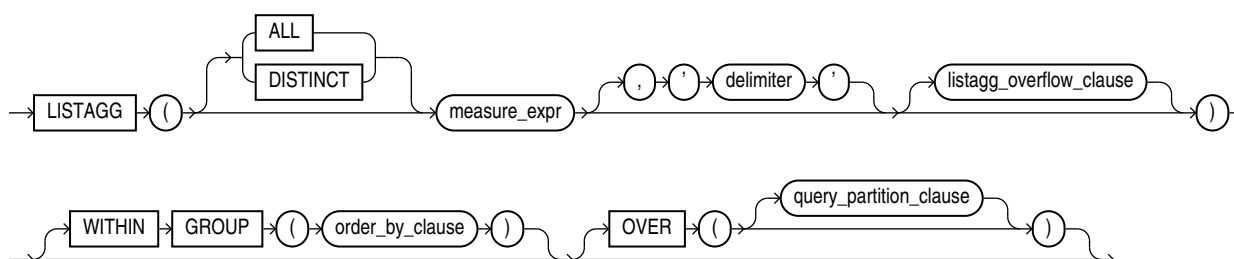 ALL
DISTINCT
LISTAGG ( measure_expr , ’ delimiter ’ listagg_overflow_clause )
WITHIN GROUP ( order_by_clause ) OVER ( query_partition_clause )